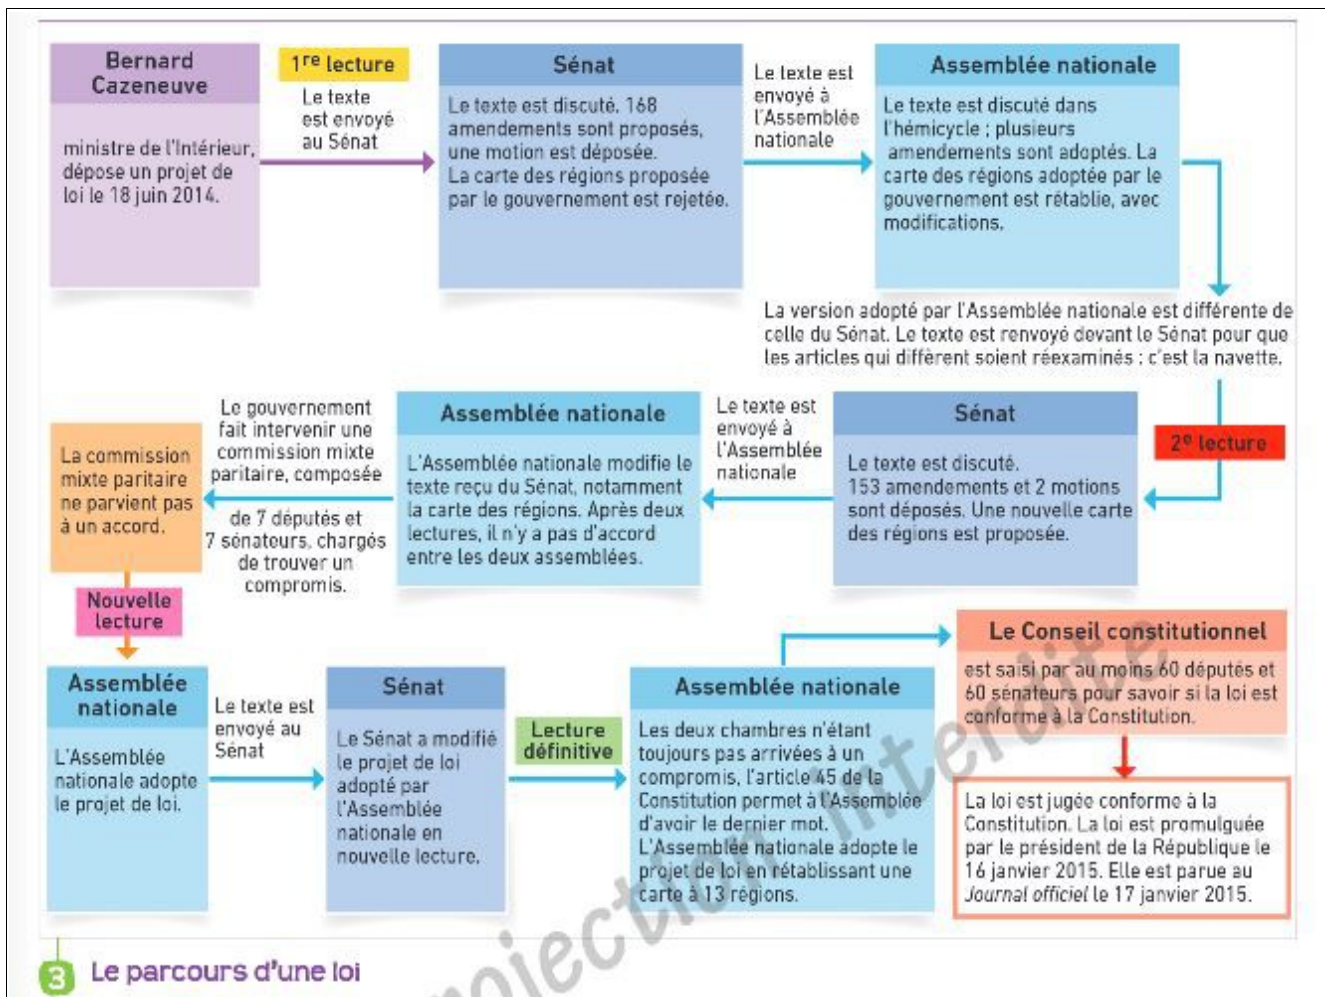 Bernard
Cazeneuve
ministre de l'Intérieur,
dépose un projet de
loi le 18 juin 2014.
1re lecture
Le texte
est envoyé
au Sénat
Sénat
Le texte est discuté. 168
amendements sont proposés,
une motion est déposée.
La carte des régions proposée
par le gouvernement est rejetée.
Le texte est
envoyé à
l'Assemblée
nationale
Assemblée nationale
Le texte est discuté dans
l'hémicycle ; plusieurs
amendements sont adoptés. La
carte des régions adoptée par le
gouvernement est rétablie, avec
modifications.
La version adopté par l'Assemblée nationale est différente de
celle du Sénat. Le texte est renvoyé devant le Sénat pour que
les articles qui diffèrent soient réexaminés : c'est la navette.
2e lecture
Sénat
Le texte est discuté.
153 amendements et 2 motions
sont déposés. Une nouvelle carte
des régions est proposée.
Le texte est
envoyé à
l'Assemblée
nationale
Assemblée nationale
L'Assemblée nationale modifie le
texte reçu du Sénat, notamment
la carte des régions. Après deux
lectures, il n'y a pas d'accord
entre les deux assemblées.
Le gouvernement
fait intervenir une
commission mixte
paritaire, composée
de 7 députés et
7 sénateurs, chargés
de trouver un
compromis.
La commission
mixte paritaire
ne parvient pas
à un accord.
Nouvelle
lecture
Assemblée
nationale
L'Assemblée
nationale adopte
le projet de loi.
Le texte est
envoyé au
Sénat
Sénat
Le Sénat a modifié
le projet de loi
adopté par
l'Assemblée
nationale en
nouvelle lecture.
Lecture
définitive
Assemblée nationale
Les deux chambres n'étant
toujours pas arrivées à un
compromis, l'article 45 de la
Constitution permet à l'Assemblée
d'avoir le dernier mot.
L'Assemblée nationale adopte le
projet de loi en rétablissant une
carte à 13 régions.
Le Conseil constitutionnel
est saisi par au moins 60 députés et
60 sénateurs pour savoir si la loi est
conforme à la Constitution.
La loi est jugée conforme à la
Constitution. La loi est promulguée
par le président de la République le
16 janvier 2015. Elle est parue au
Journal officiel le 17 janvier 2015.
3 Le parcours d'une loi
interdite